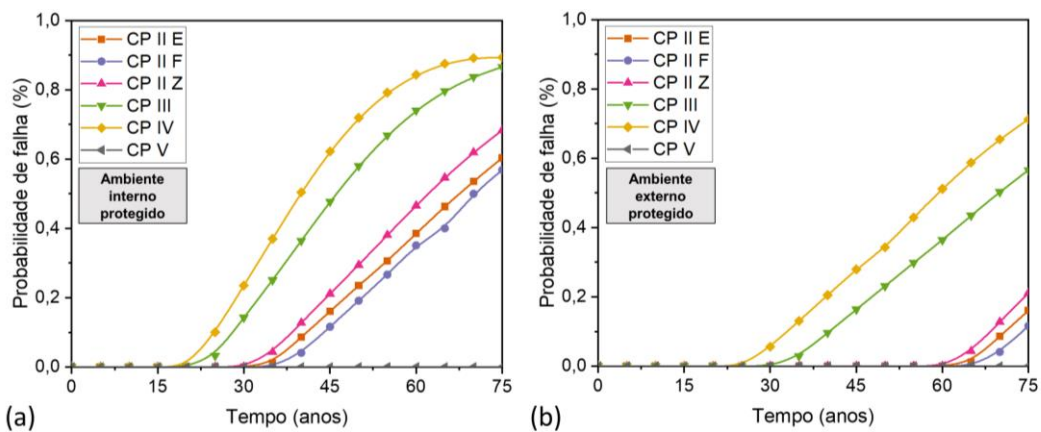 1,0
0,8
0,6
0,4
0,2
0,0
Probabilidade de falha (%)
CP II E
CP II F
CP II Z
CP III
CP IV
CP V
Ambiente
interno
protegido
0 15 30 45 60 75
Tempo (anos)
(a)
1,0
0,8
0,6
0,4
0,2
0,0
Probabilidade de falha (%)
CP II E
CP II F
CP II Z
CP III
CP IV
CP V
Ambiente
externo
protegido
0 15 30 45 60 75
Tempo (anos)
(b)